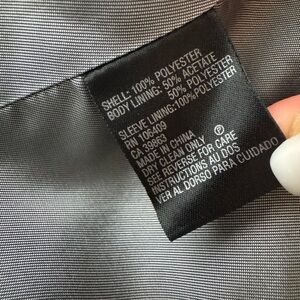 SHELL: 100% POLYESTER
BODY LINING: 50% ACETATE
50% POLYESTER
SLEEVE LINING:100% POLYESTER
RN 106409
CA 39863
MADE IN CHINA
DRY CLEAN ONLY Ⓟ
SEE REVERSE FOR CARE
INSTRUCTIONS AU DOS
VER AL DORSO PARA CUIDADO